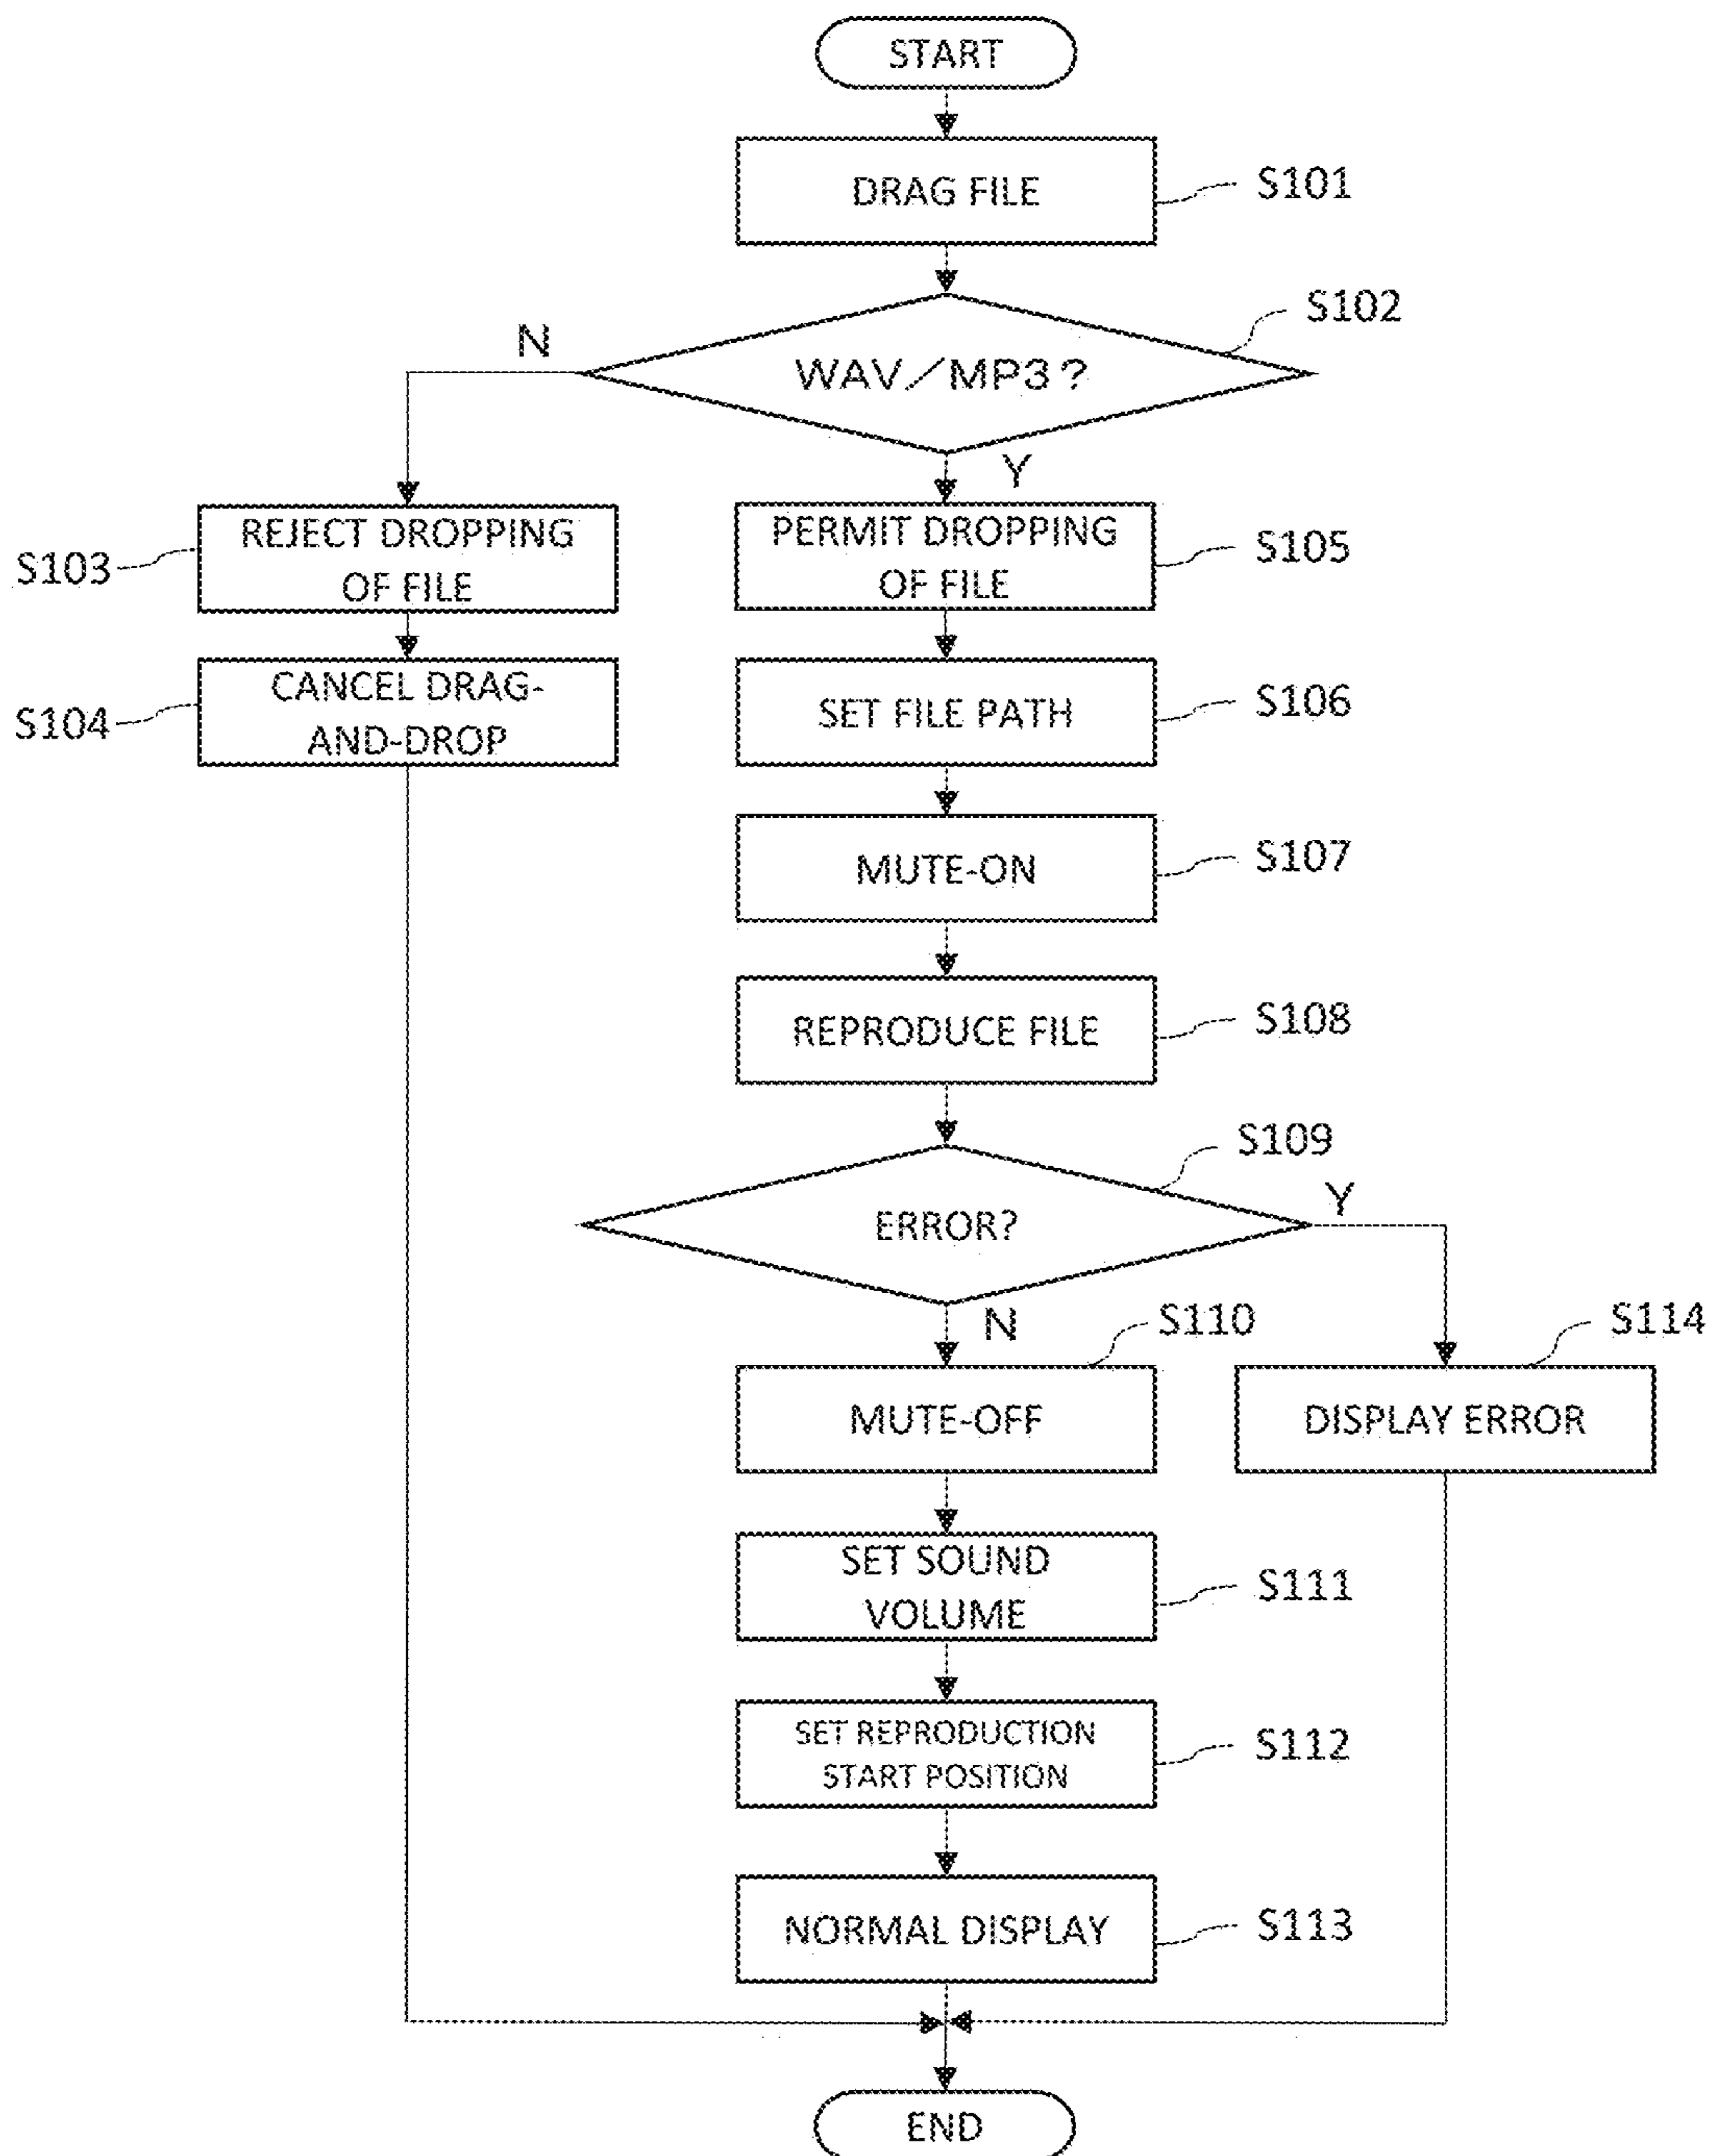 START
DRAG FILE
S101
S102
N
WAV／MP3？
Y
REJECT DROPPING
OF FILE
S103
PERMIT DROPPING
OF FILE
S105
CANCEL DRAG-
AND-DROP
S104
SET FILE PATH
S106
MUTE-ON
S107
REPRODUCE FILE
S108
S109
ERROR?
Y
N
S110
S114
MUTE-OFF
DISPLAY ERROR
SET SOUND
VOLUME
S111
SET REPRODUCTION
START POSITION
S112
NORMAL DISPLAY
S113
END